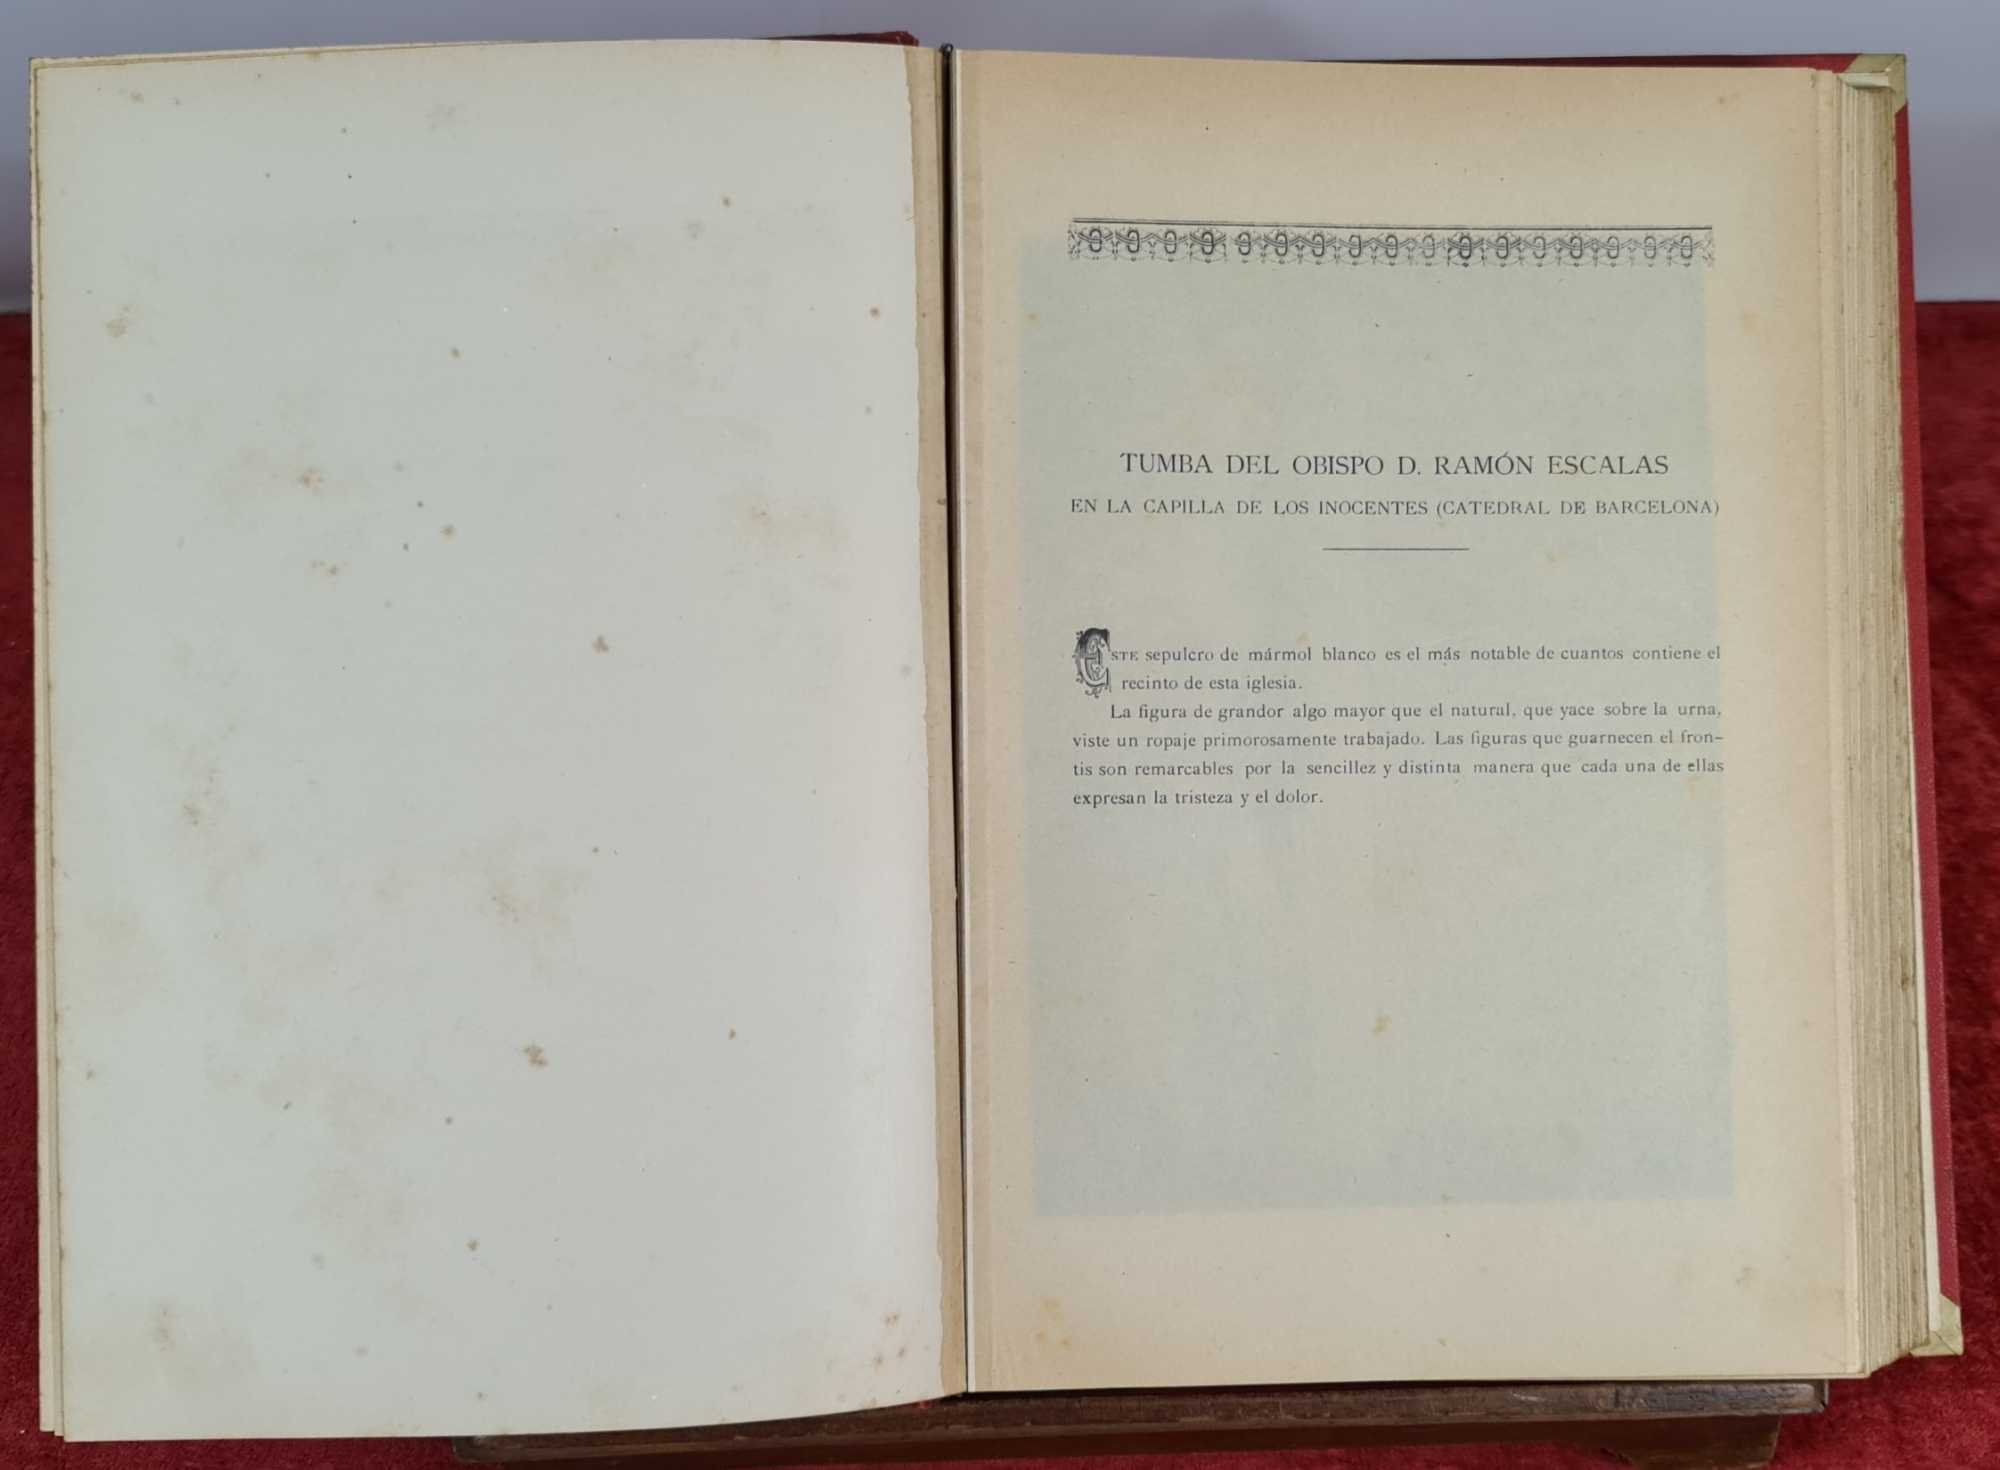 TUMBA DEL OBISPO D. RAMÓN ESCALAS
EN LA CAPILLA DE LOS INOCENTES (CATEDRAL DE BARCELONA)
ESTE sepulcro de mármol blanco es el más notable de cuantos contiene el
recinto de esta iglesia.
La figura de grandor algo mayor que el natural, que yace sobre la urna,
viste un ropaje primorosamente trabajado. Las figuras que guarnecen el fron-
tis son remarcables por la sencillez y distinta manera que cada una de ellas
expresan la tristeza y el dolor.